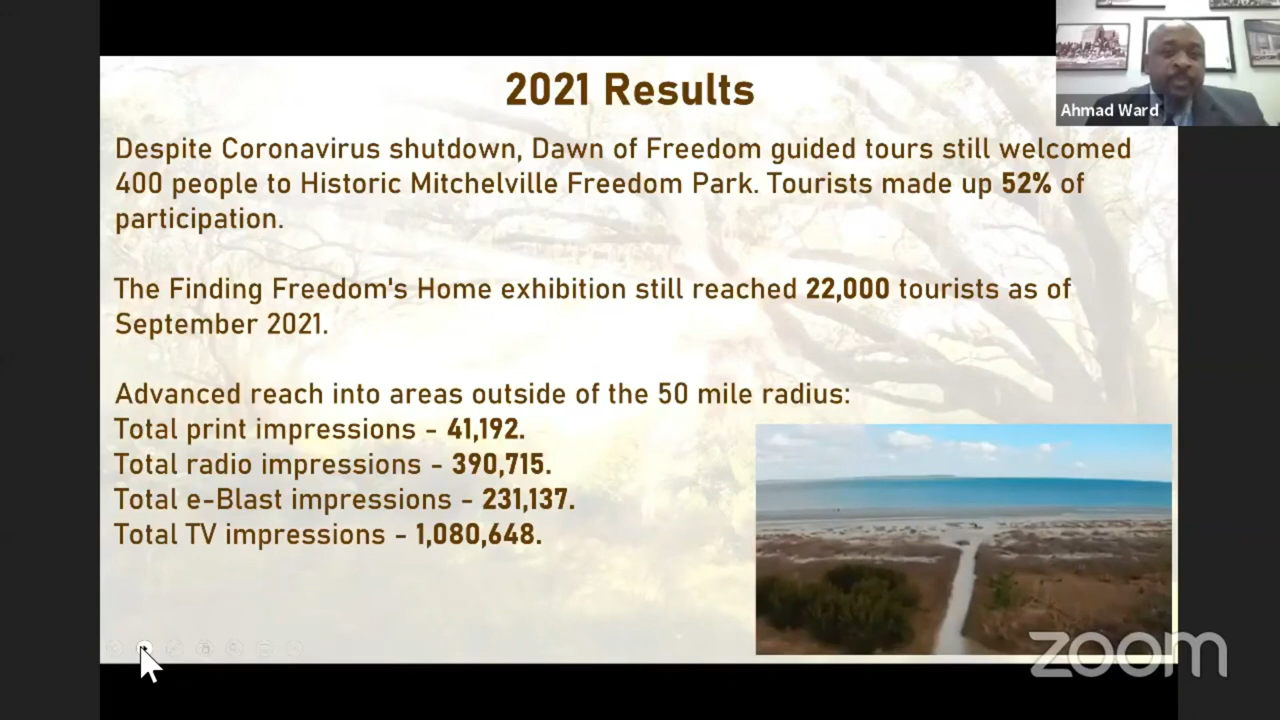 2021 Results
Ahmad Ward
Despite Coronavirus shutdown, Dawn of Freedom guided tours still welcomed
400 people to Historic Mitchelville Freedom Park. Tourists made up 52% of
participation.
The Finding Freedom's Home exhibition still reached 22,000 tourists as of
September 2021.
Advanced reach into areas outside of the 50 mile radius:
Total print impressions - 41,192.
Total radio impressions - 390,715.
Total e-Blast impressions - 231,137.
Total TV impressions - 1,080,648.
zoom